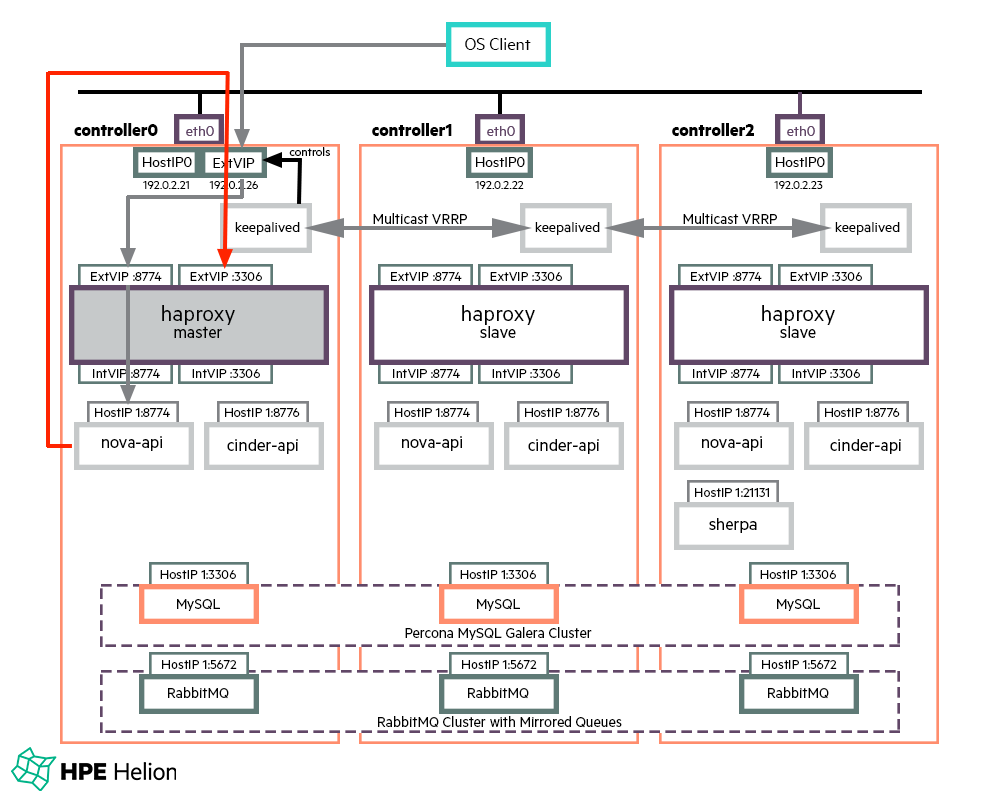 OS Client
controller0
eth0
controller1
eth0
controller2
eth0
HostIP0
ExtVIP
controls
192.0.2.21
192.0.2.26
HostIP0
192.0.2.22
HostIP0
192.0.2.23
keepalived
Multicast VRRP
keepalived
Multicast VRRP
keepalived
ExtVIP :8774
ExtVIP :3306
ExtVIP :8774
ExtVIP :3306
ExtVIP :8774
ExtVIP :3306
haproxy
master
haproxy
slave
haproxy
slave
IntVIP :8774
IntVIP :3306
IntVIP :8774
IntVIP :3306
IntVIP :8774
IntVIP :3306
HostIP 1:8774
HostIP 1:8776
HostIP 1:8774
HostIP 1:8776
HostIP 1:8774
HostIP 1:8776
nova-api
cinder-api
nova-api
cinder-api
nova-api
cinder-api
HostIP 1:21131
sherpa
HostIP 1:3306
HostIP 1:3306
HostIP 1:3306
MySQL
MySQL
MySQL
Percona MySQL Galera Cluster
HostIP 1:5672
HostIP 1:5672
HostIP 1:5672
RabbitMQ
RabbitMQ
RabbitMQ
RabbitMQ Cluster with Mirrored Queues
HPE Helion